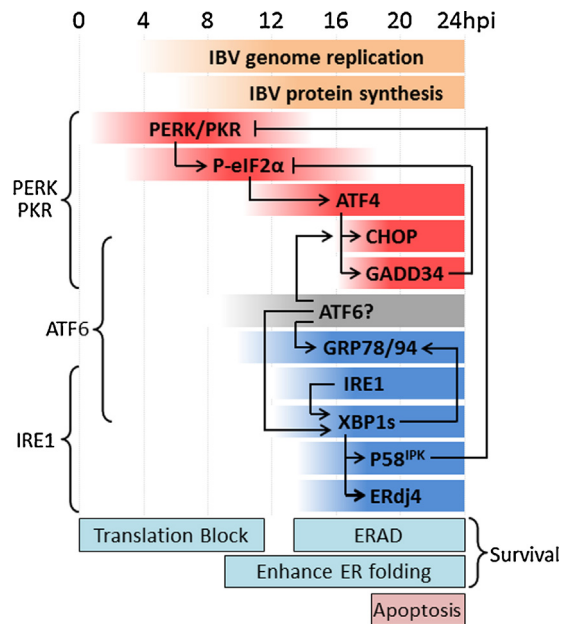 0 4 8 12 16 20 24hpi
IBV genome replication
IBV protein synthesis
PERK/PKR
P-eIF2α
PERK
PKR
ATF4
CHOP
GADD34
ATF6?
ATF6
GRP78/94
IRE1
XBP1s
IRE1
P58IPK
ERdj4
Translation Block
ERAD
Enhance ER folding
Survival
Apoptosis